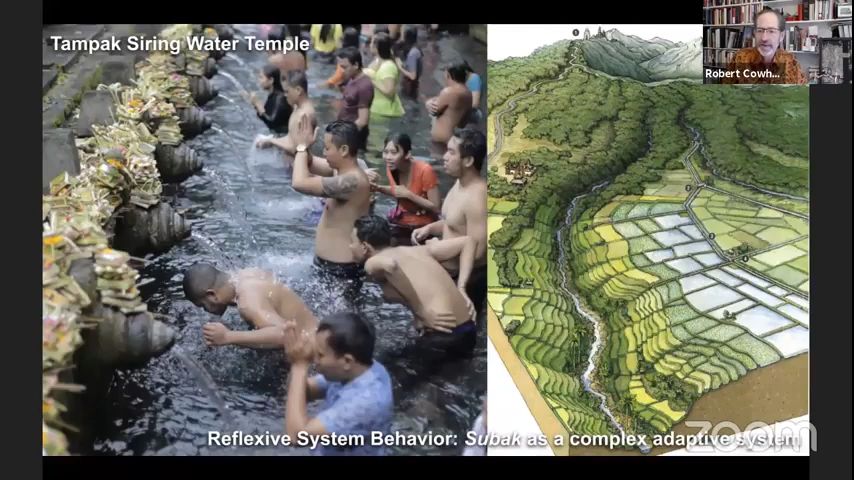 Tampak Siring Water Temple
Robert Cowh...
Reflexive System Behavior: Subak as a complex adaptive system
zoom